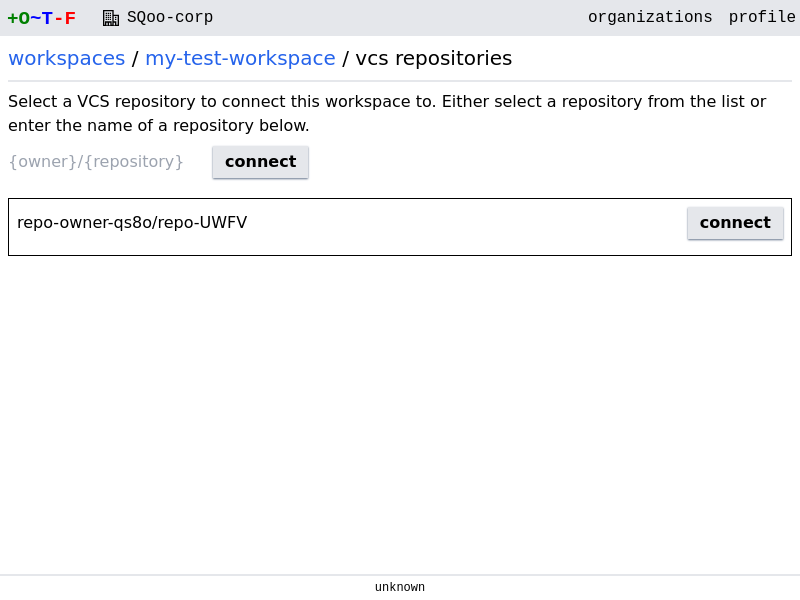 +O~T-F SQoo-corp organizations profile
workspaces / my-test-workspace / vcs repositories
Select a VCS repository to connect this workspace to. Either select a repository from the list or
enter the name of a repository below.
{owner}/{repository} connect
repo-owner-qs8o/repo-UWFV connect
unknown